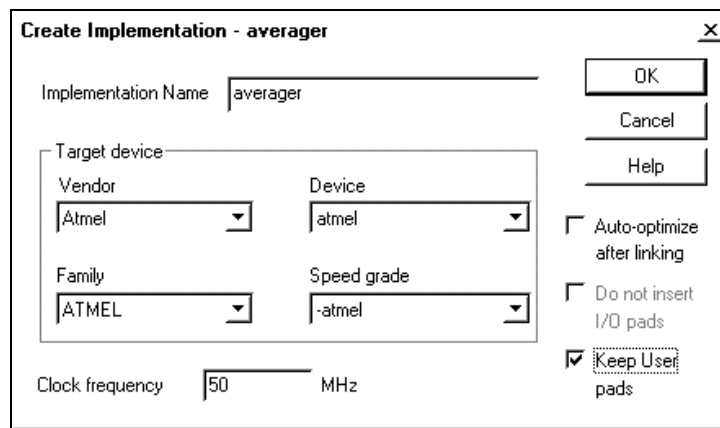 Create Implementation - averager
Implementation Name averager
OK
Cancel
Help
Target device
Vendor Device
Atmel atmel
Family Speed grade
ATMEL -atmel
Auto-optimize
after linking
Do not insert
I/O pads
Keep User
pads
Clock frequency 50 MHz